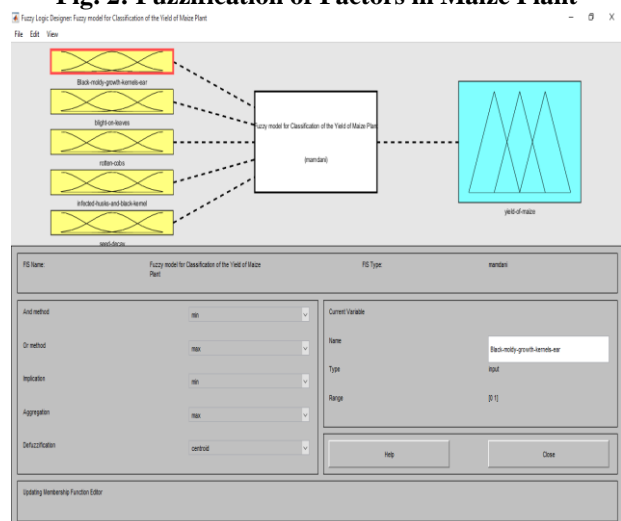 Fig. 2: Fuzzification of Factors in Maize Plant
Fuzzy Logic Designer: Fuzzy model for Classification of the Yield of Maize Plant
File Edit View
Black-moldy-growth-kernels-ear
blight-on-leaves
rotten-cobs
infected-husks-and-black-kernel
seed-decay
Fuzzy model for Classification of the Yield of Maize Plant
(mamdani)
yield-of-maize
FIS Name: Fuzzy model for Classification of the Yield of Maize Plant FIS Type: mamdani
And method min
Or method max
Implication min
Aggregation max
Defuzzification centroid
Current Variable
Name Black-moldy-growth-kernels-ear
Type input
Range [0 1]
Help Close
Updating Membership Function Editor